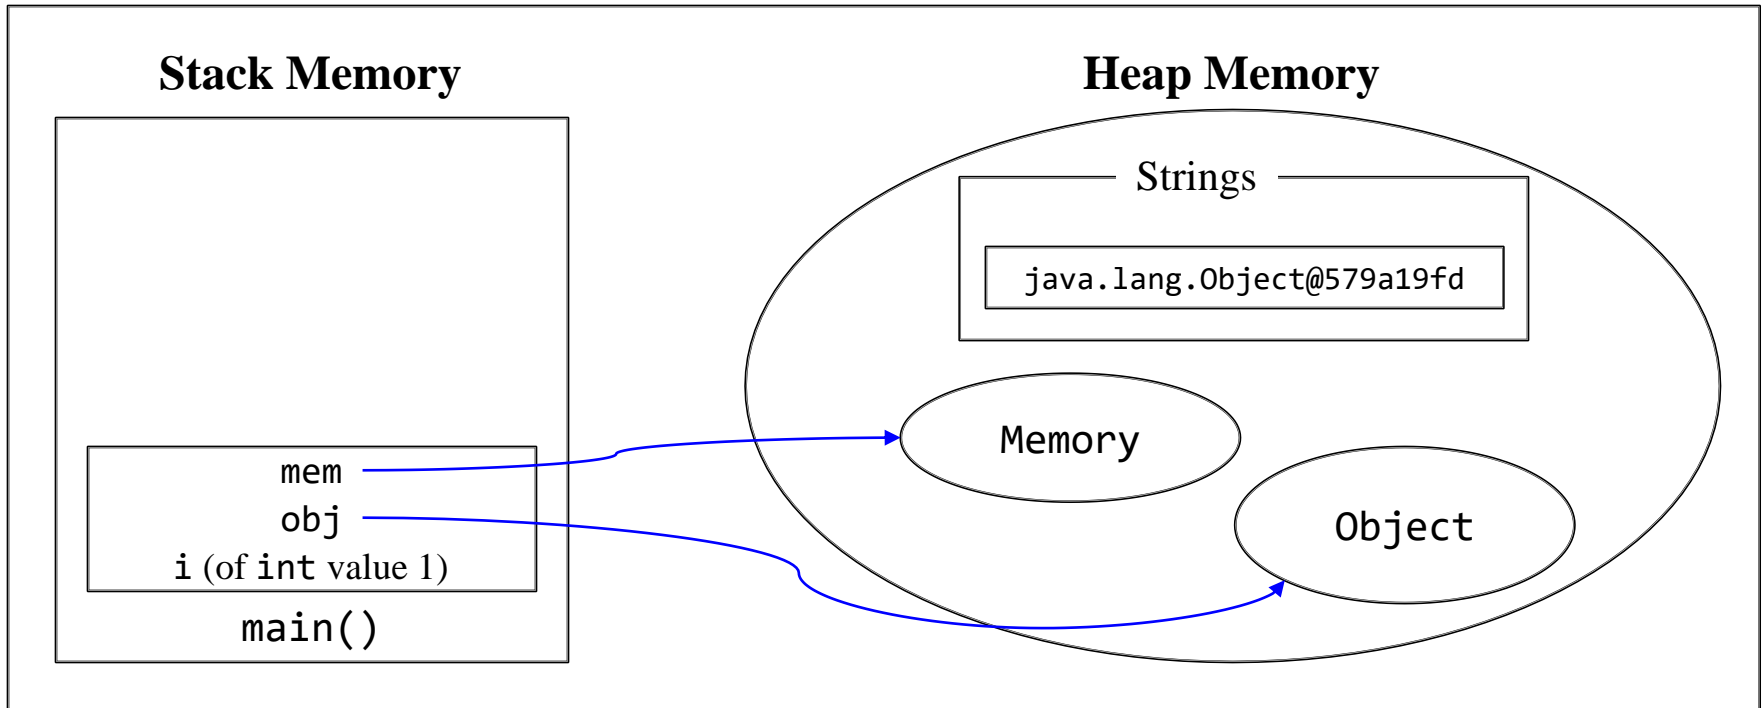 Stack Memory
Heap Memory
Strings
java.lang.Object@579a19fd
Memory
Object
mem
obj
i (of int value 1)
main()